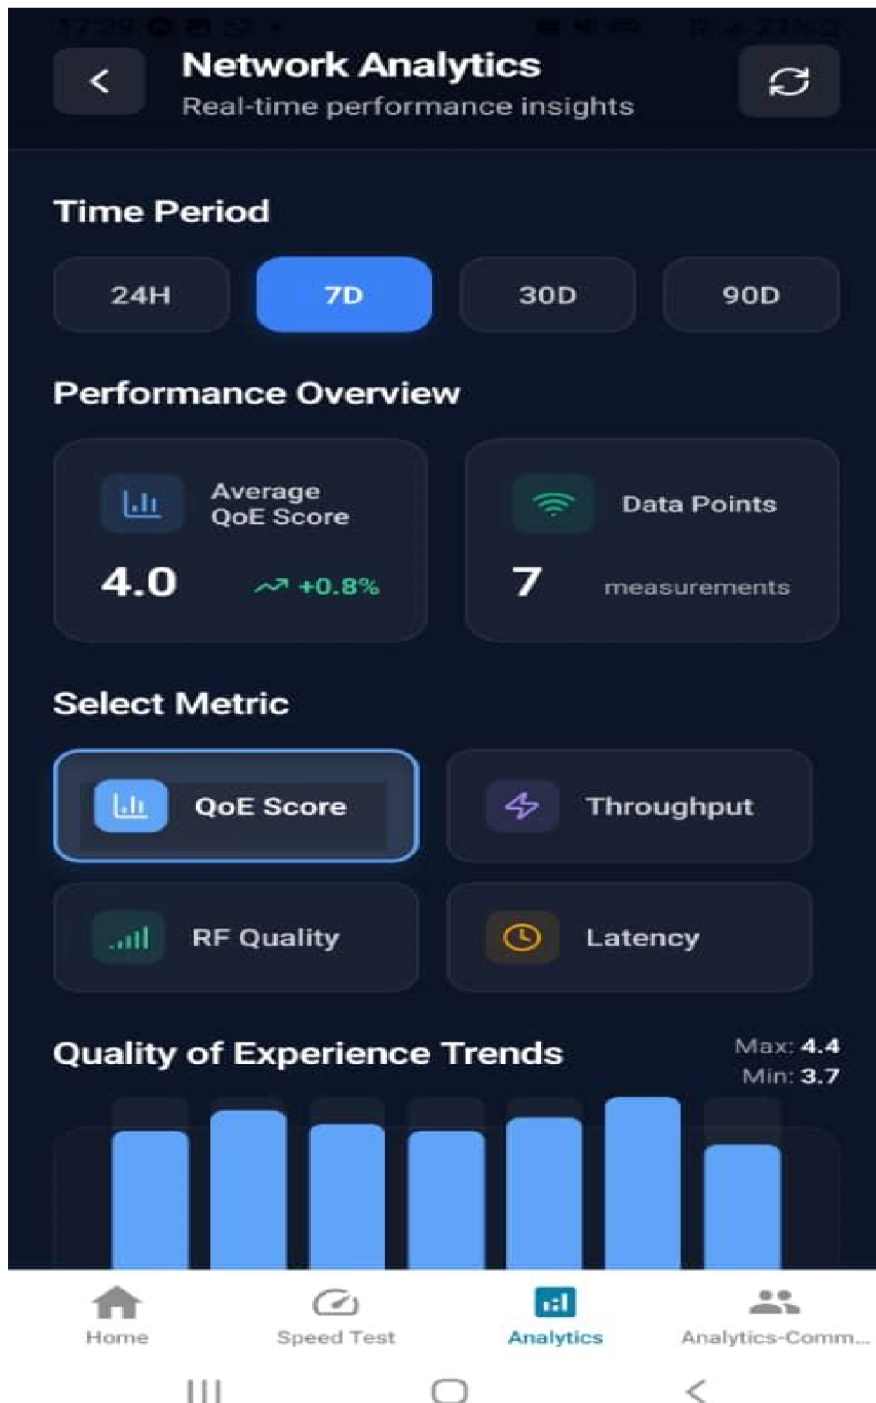 Network Analytics
Real-time performance insights
Time Period
24H
7D
30D
90D
Performance Overview
Average
QoE Score
4.0
+0.8%
Data Points
7
measurements
Select Metric
QoE Score
Throughput
RF Quality
Latency
Quality of Experience Trends
Max: 4.4
Min: 3.7
Home
Speed Test
Analytics
Analytics-Comm...